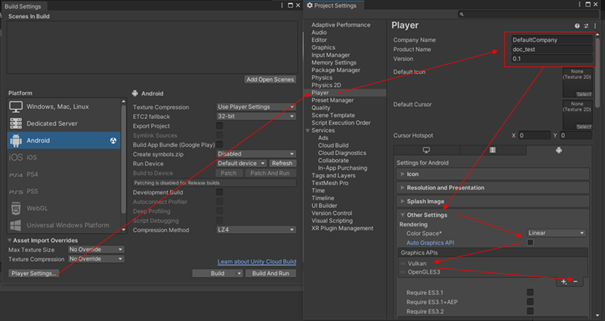 Build Settings
Scenes In Build
Add Open Scenes
Platform
Windows, Mac, Linux
Dedicated Server
Android
iOS
iOS
PS4
PS4
PS5
PS5
WebGL
Universal Windows Platform
Android
Texture Compression Use Player Settings
ETC2 fallback 32-bit
Export Project
Symlink Sources
Build App Bundle (Google Play)
Create symbols.zip Disabled
Run Device Default device Refresh
Build to Device Patch Patch And Run
Patching is disabled for Release builds
Development Build
Autoconnect Profiler
Deep Profiling
Script Debugging
Compression Method LZ4
Asset Import Overrides
Max Texture Size No Override
Texture Compression No Override
Learn about Unity Cloud Build
Player Settings...
Build
Build And Run
Project Settings
Adaptive Performance
Audio
Editor
Graphics
Input Manager
Memory Settings
Package Manager
Physics
Physics 2D
Player
Preset Manager
Quality
Scene Template
Script Execution Order
Services
Ads
Cloud Build
Cloud Diagnostics
Collaborate
In-App Purchasing
Tags and Layers
TextMesh Pro
Time
Timeline
UI Builder
Version Control
Visual Scripting
XR Plugin Management
Player
Company Name DefaultCompany
Product Name doc_test
Version 0.1
Default Icon
None
(Texture 2D)
Select
Default Cursor
None
(Texture 2D)
Select
Cursor Hotspot X 0 Y 0
Settings for Android
Icon
Resolution and Presentation
Splash Image
Other Settings
Rendering
Color Space* Linear
Auto Graphics API
Graphics APIs
Vulkan
OpenGLES3
Require ES3.1
Require ES3.1+AEP
Require ES3.2